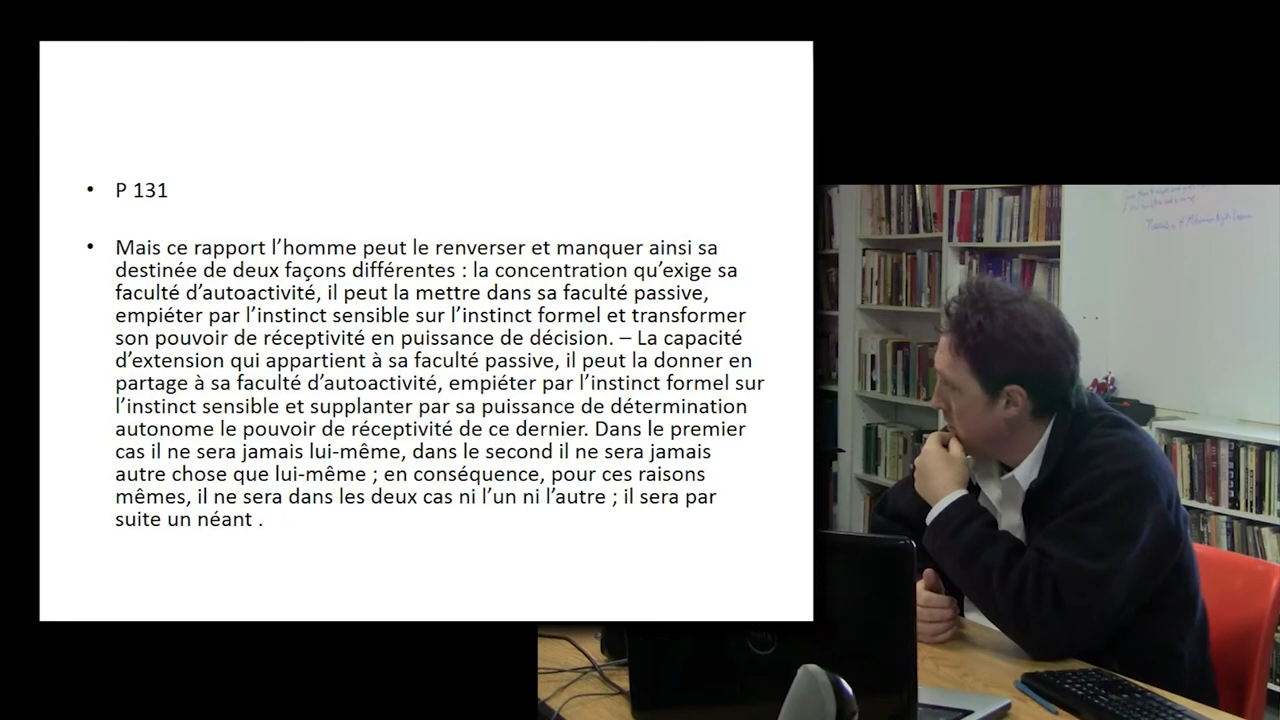 • P 131
• Mais ce rapport l’homme peut le renverser et manquer ainsi sa
destinée de deux façons différentes : la concentration qu’exige sa
faculté d’autoactivité, il peut la mettre dans sa faculté passive,
empiéter par l’instinct sensible sur l’instinct formel et transformer
son pouvoir de réceptivité en puissance de décision. – La capacité
d’extension qui appartient à sa faculté passive, il peut la donner en
partage à sa faculté d’autoactivité, empiéter par l’instinct formel sur
l’instinct sensible et supplanter par sa puissance de détermination
autonome le pouvoir de réceptivité de ce dernier. Dans le premier
cas il ne sera jamais lui-même, dans le second il ne sera jamais
autre chose que lui-même ; en conséquence, pour ces raisons
mêmes, il ne sera dans les deux cas ni l’un ni l’autre ; il sera par
suite un néant .
DELL